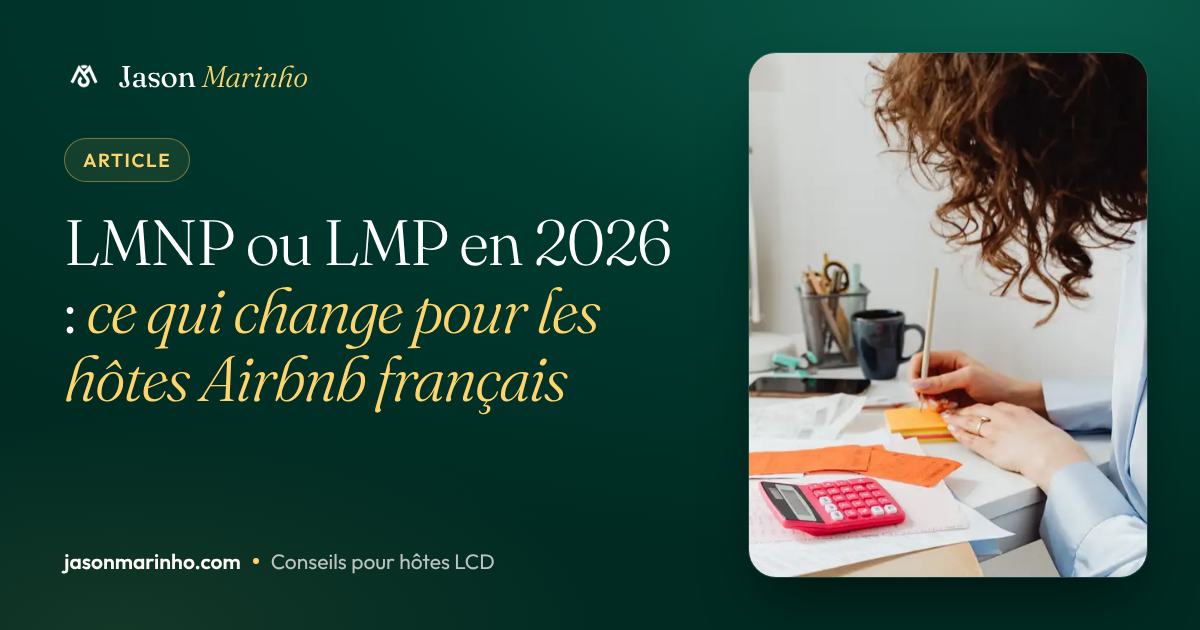 Jason Marinho
ARTICLE
LMNP ou LMP en 2026
: ce qui change pour les
hôtes Airbnb français
jasonmarinho.com • Conseils pour hôtes LCD